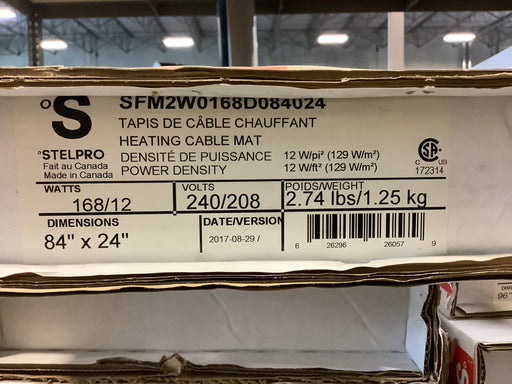 °S
SFM2W0168D084024
TAPIS DE CÂBLE CHAUFFANT
HEATING CABLE MAT
°STELPRO
Fait au Canada
Made in Canada
DENSITÉ DE PUISSANCE 12 W/pi² (129 W/m²)
POWER DENSITY 12 W/ft² (129 W/m²)
C US
172314
WATTS
168/12
VOLTS
240/208
POIDS/WEIGHT
2.74 lbs/1.25 kg
DIMENSIONS
84" x 24"
DATE/VERSION
2017-08-29 /
6 26296 26057 9
96"